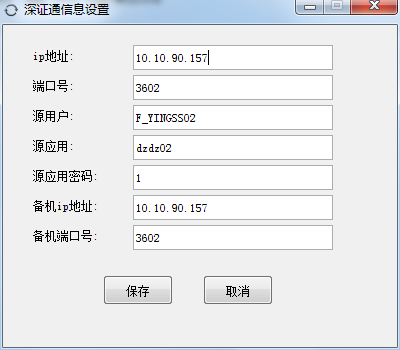 深证通信息设置
ip地址: 10.10.90.157
端口号: 3602
源用户: F_YINGSS02
源应用: dzdz02
源应用密码: 1
备机ip地址: 10.10.90.157
备机端口号: 3602
保存 取消